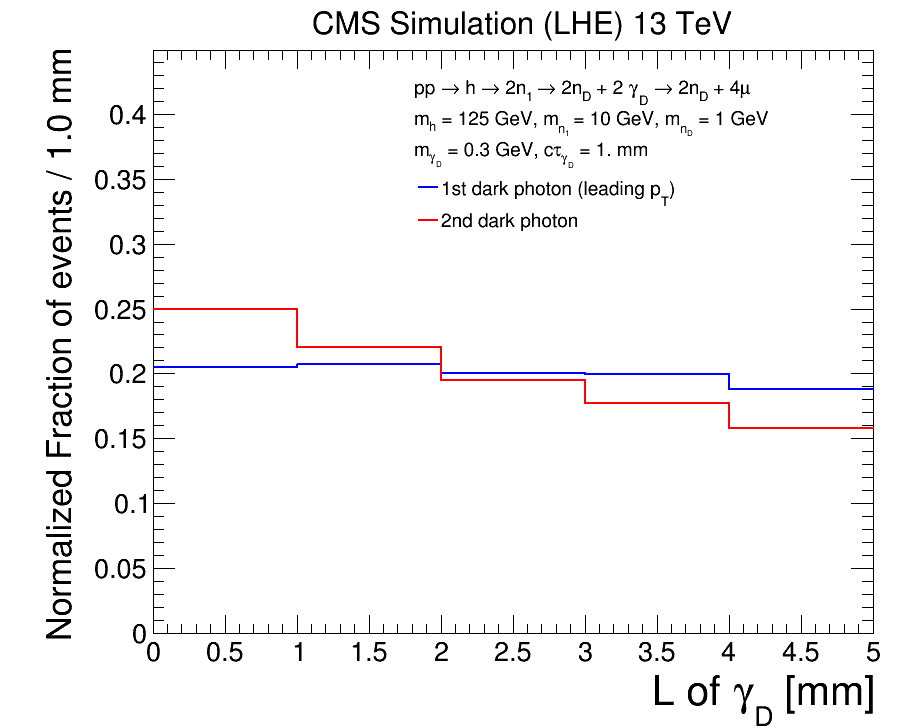 CMS Simulation (LHE) 13 TeV
Normalized Fraction of events / 1.0 mm
pp → h → 2n₁ → 2n_D + 2 γ_D → 2n_D + 4μ
m_h = 125 GeV, m_n₁ = 10 GeV, m_n_D = 1 GeV
m_γ_D = 0.3 GeV, cτ_γ_D = 1. mm
1st dark photon (leading p_T)
2nd dark photon
0.4
0.35
0.3
0.25
0.2
0.15
0.1
0.05
0
0 0.5 1 1.5 2 2.5 3 3.5 4 4.5 5
L of γ_D [mm]